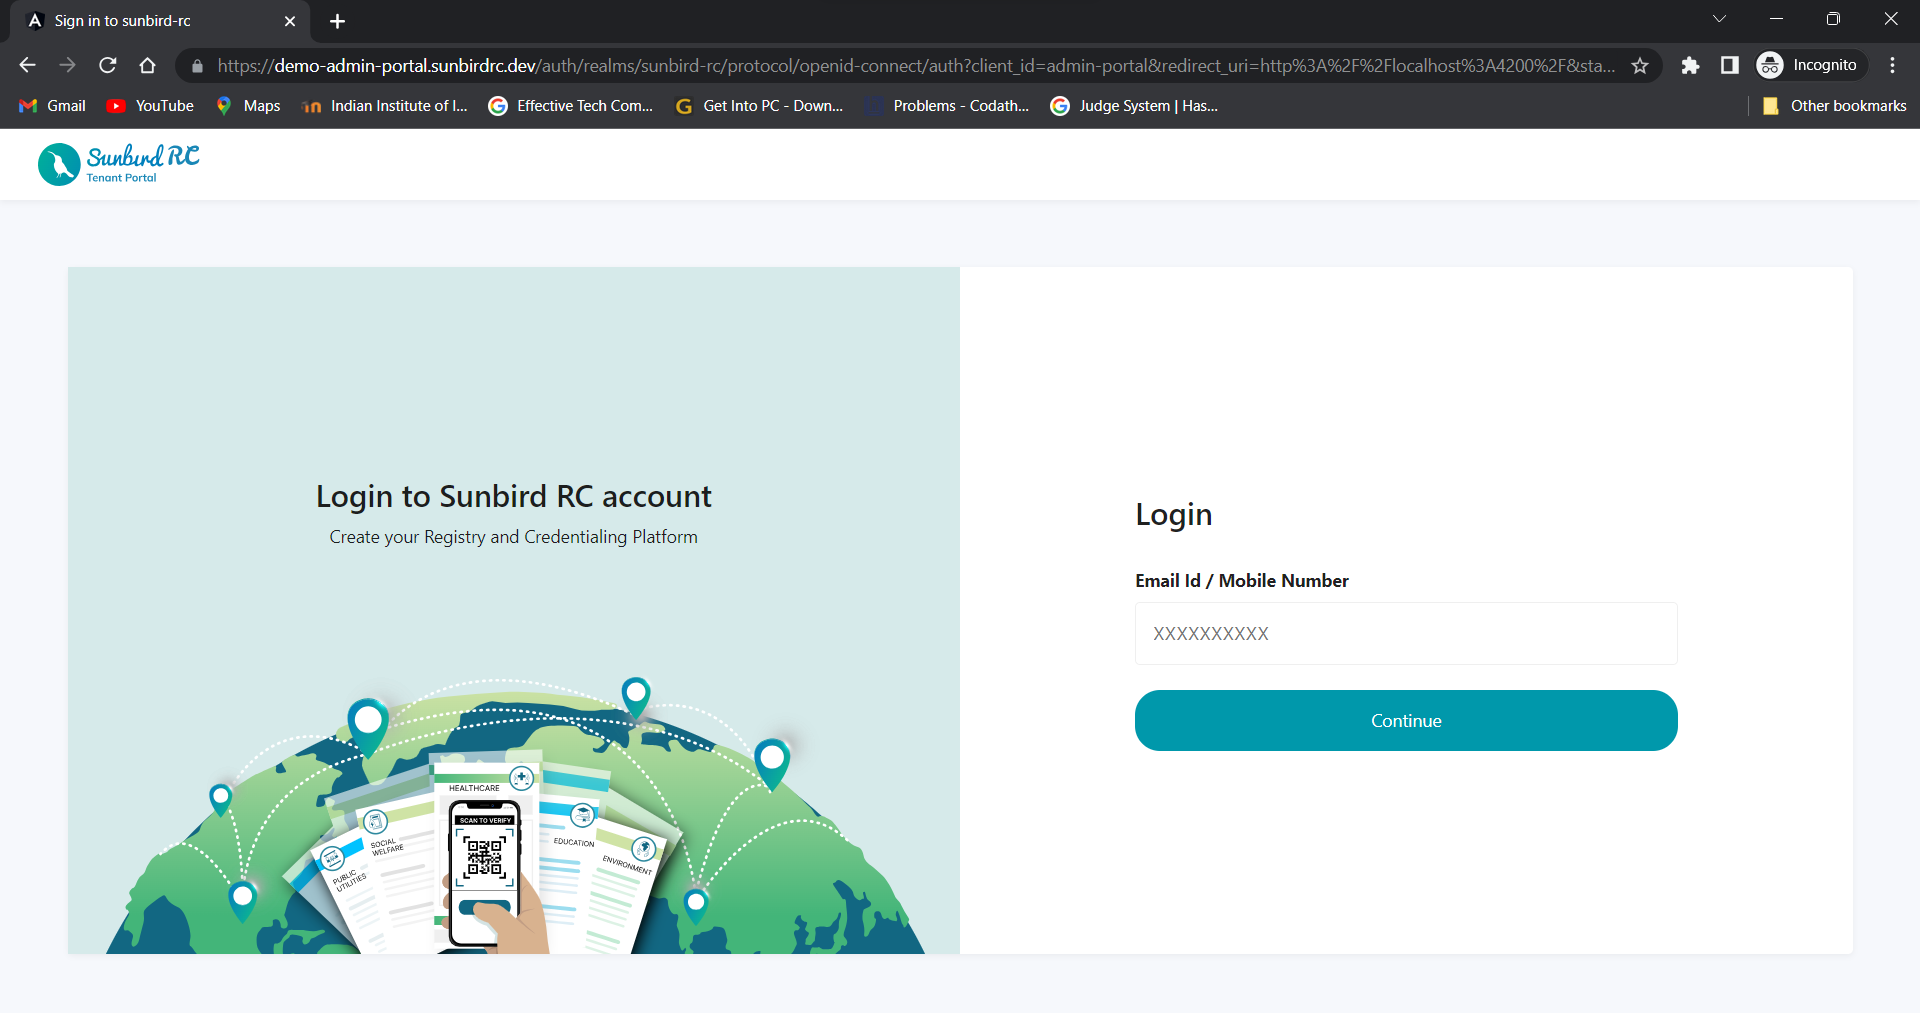 Sign in to sunbird-rc
https://demo-admin-portal.sunbirdrc.dev/auth/realms/sunbird-rc/protocol/openid-connect/auth?client_id=admin-portal&redirect_uri=http%3A%2F%2Flocalhost%3A4200%2F&sta...
Incognito
Gmail
YouTube
Maps
Indian Institute of I...
Effective Tech Com...
Get Into PC - Down...
Problems - Codath...
Judge System | Has...
Other bookmarks
Sunbird RC
Tenant Portal
Login to Sunbird RC account
Create your Registry and Credentialing Platform
HEALTHCARE
SCAN TO VERIFY
SOCIAL
WELFARE
PUBLIC
UTILITIES
EDUCATION
ENVIRONMENT
Login
Email Id / Mobile Number
XXXXXXXXXX
Continue